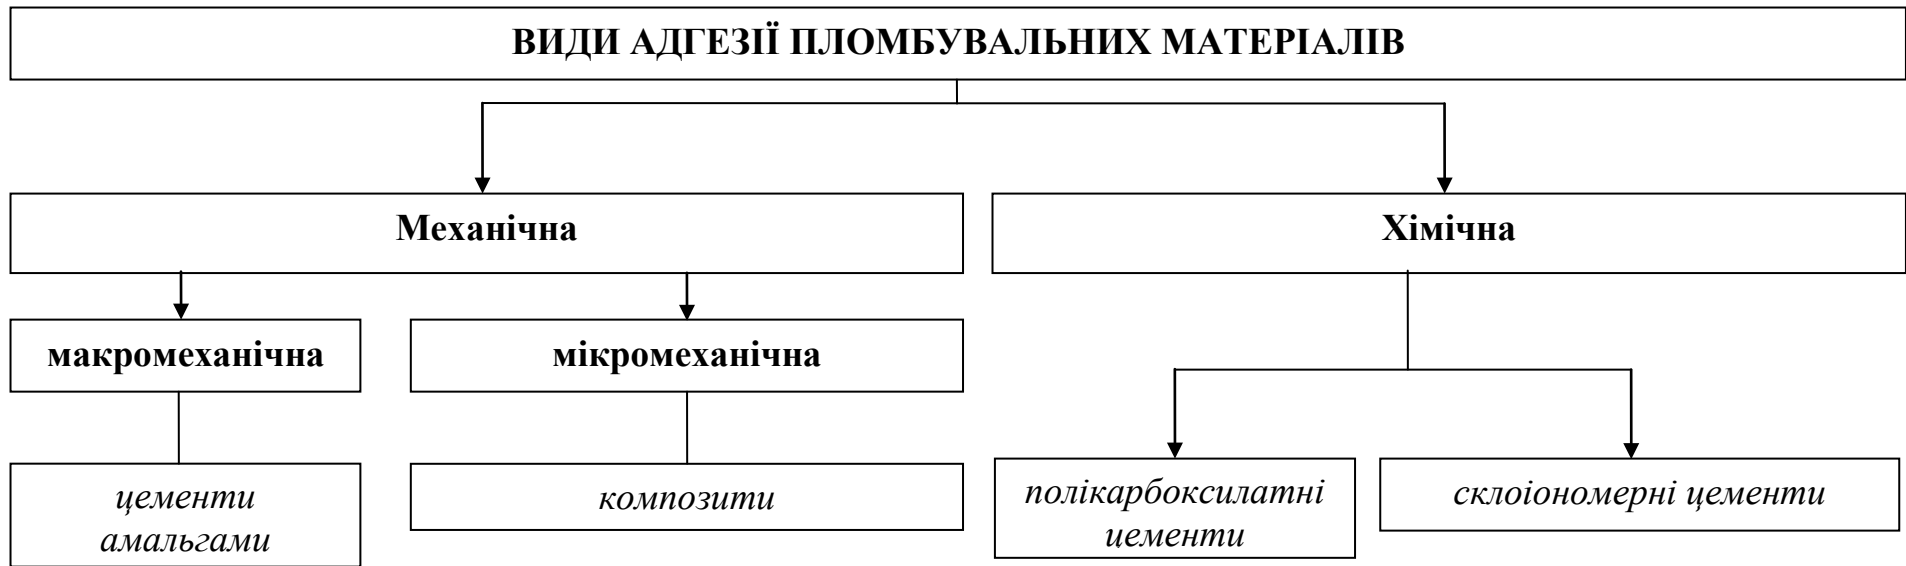 ВИДИ АДГЕЗІЇ ПЛОМБУВАЛЬНИХ МАТЕРІАЛІВ
Механічна
Хімічна
макромеханічна
мікромеханічна
цементи
амальгами
композити
полікарбоксилатні
цементи
склоіономерні цементи